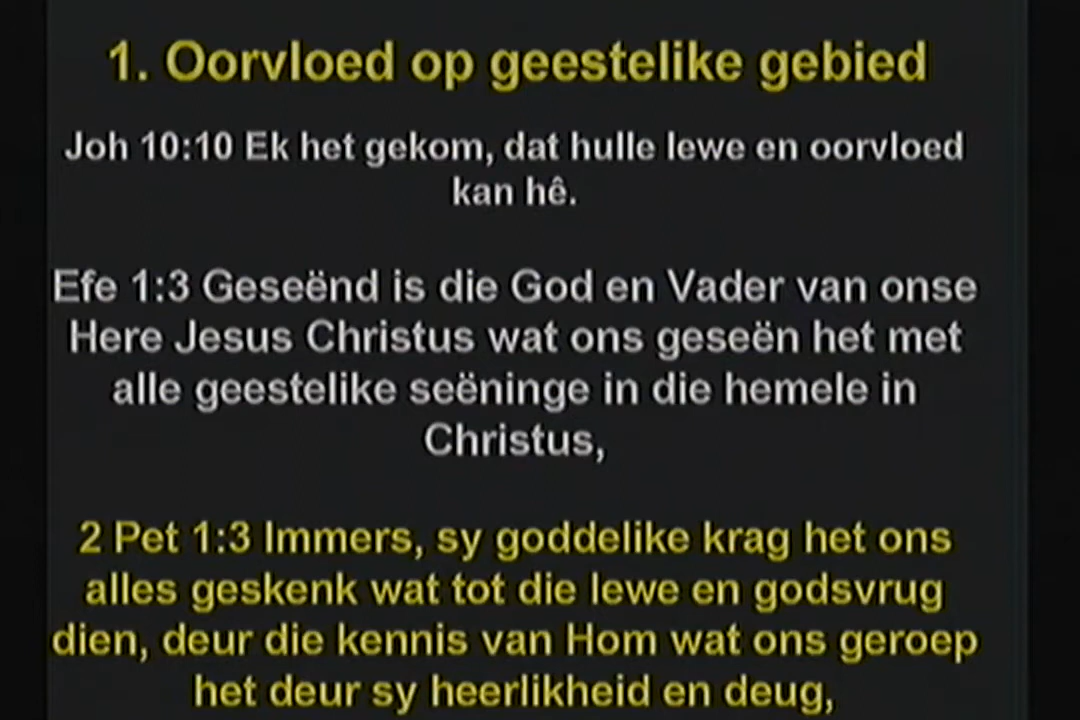 1. Oorvloed op geestelike gebied
Joh 10:10 Ek het gekom, dat hulle lewe en oorvloed
kan hê.
Efe 1:3 Geseënd is die God en Vader van onse
Here Jesus Christus wat ons geseën het met
alle geestelike seëninge in die hemele in
Christus,
2 Pet 1:3 Immers, sy goddelike krag het ons
alles geskenk wat tot die lewe en godsvrug
dien, deur die kennis van Hom wat ons geroep
het deur sy heerlikheid en deug,